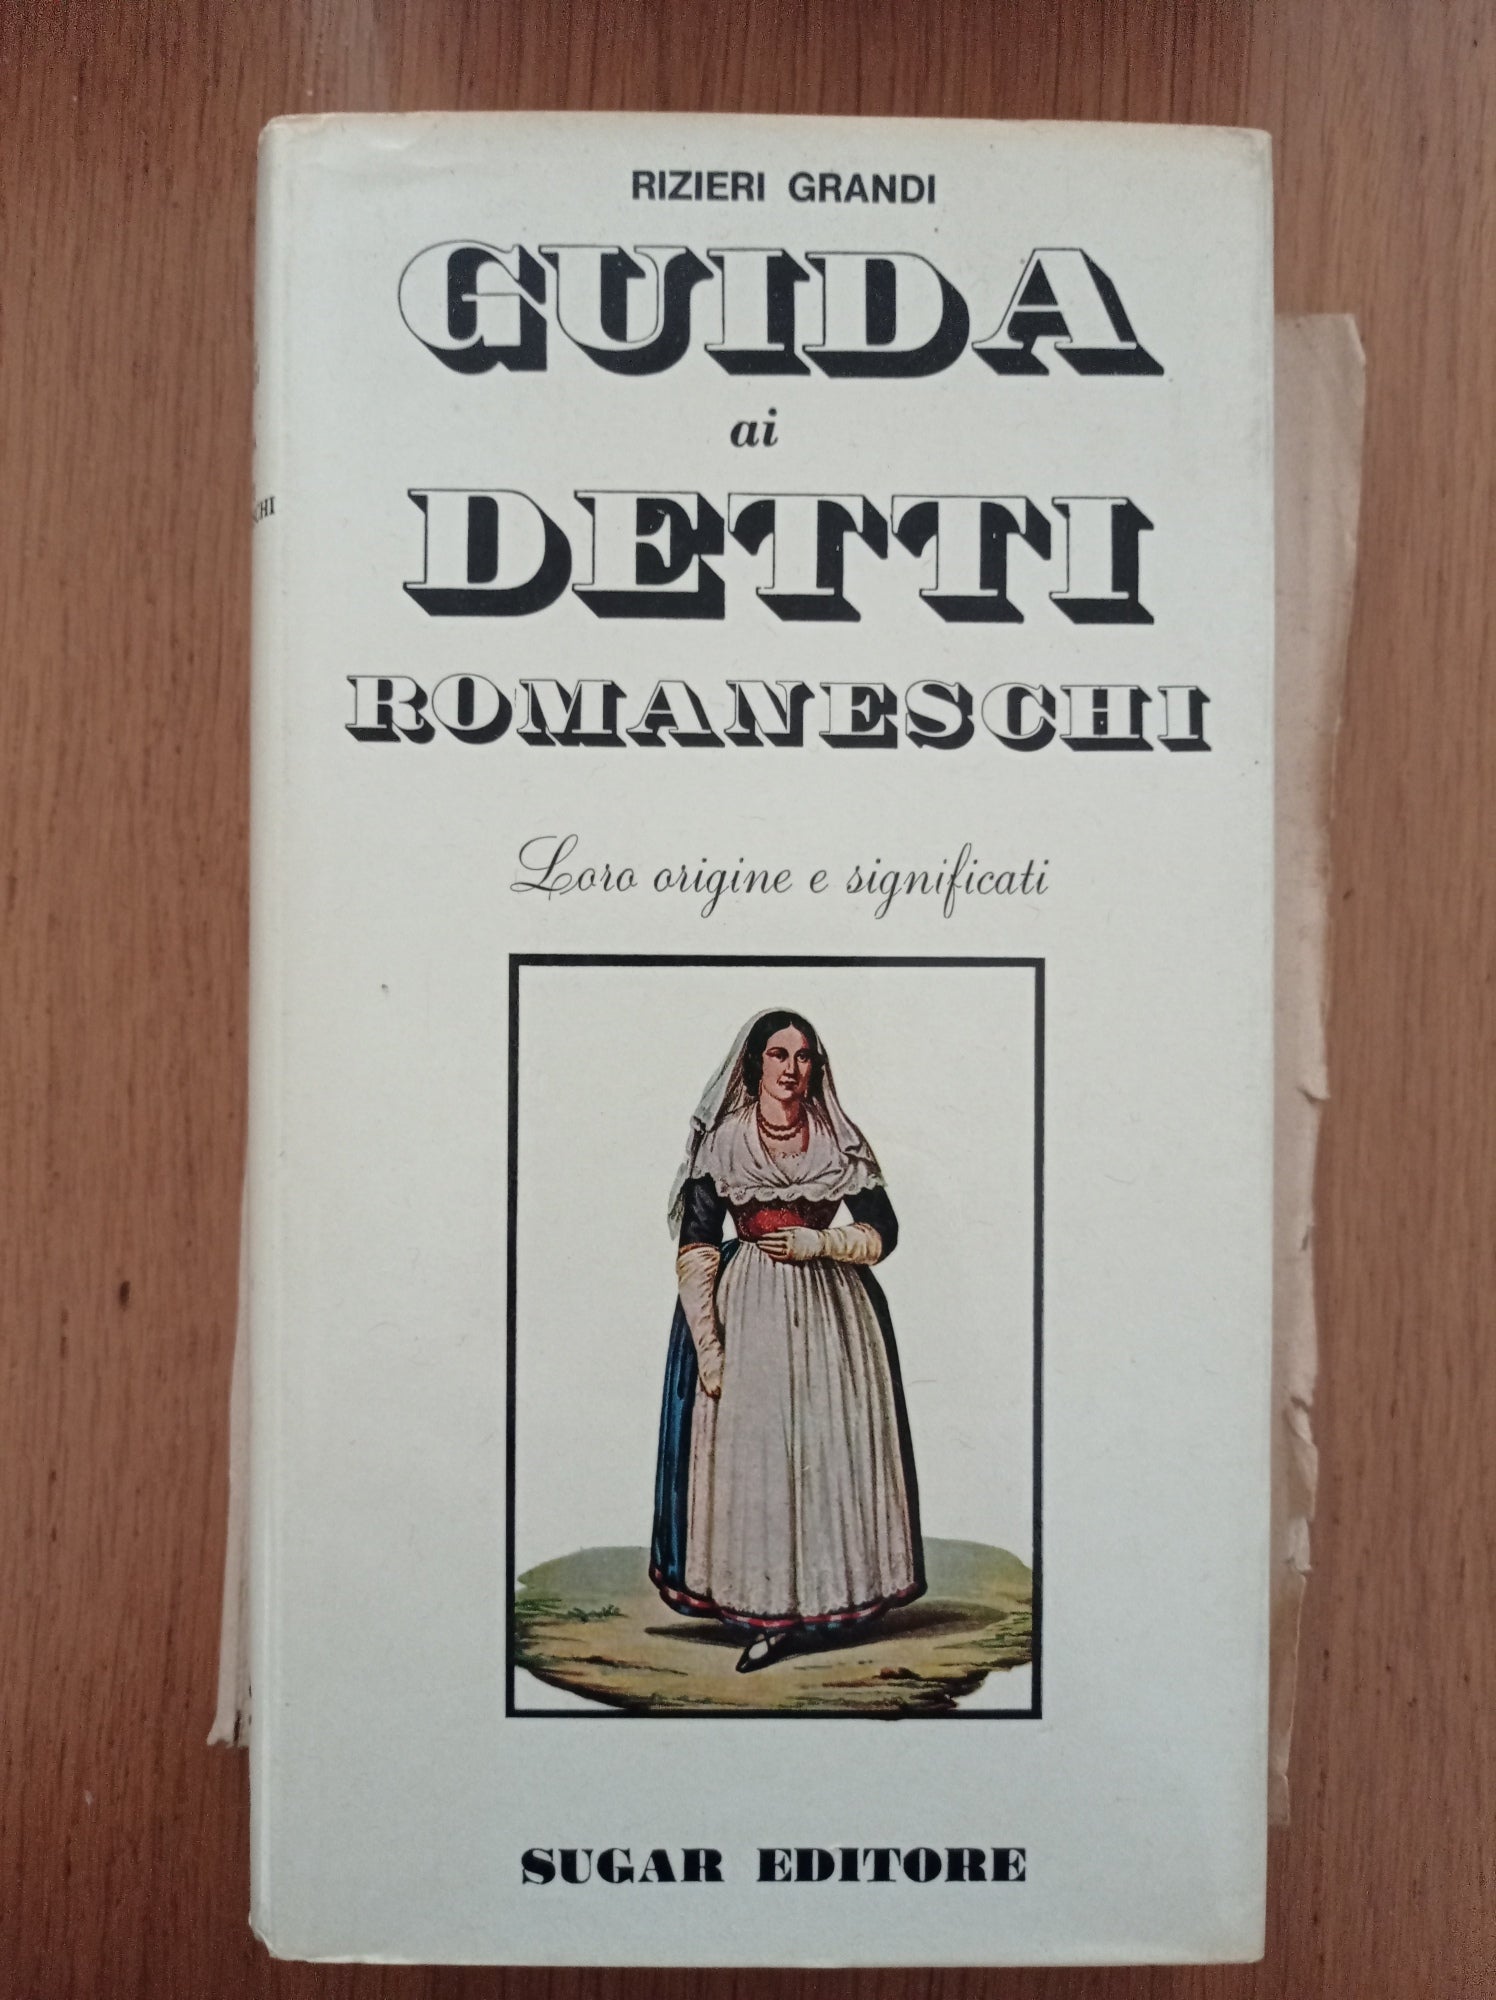 RIZIERI GRANDI
GUIDA
ai
DETTI
ROMANESCHI
Loro origine e significati
SUGAR EDITORE